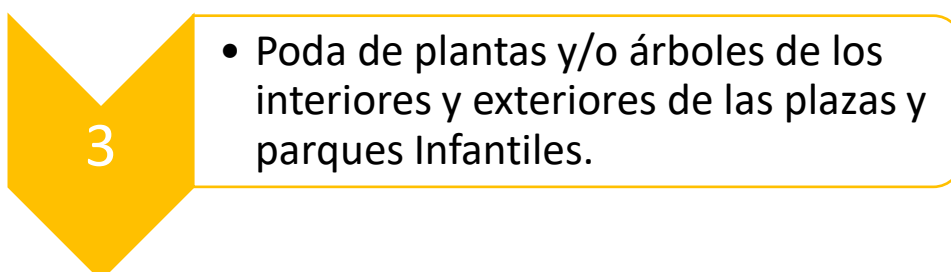 3
• Poda de plantas y/o árboles de los
interiores y exteriores de las plazas y
parques Infantiles.